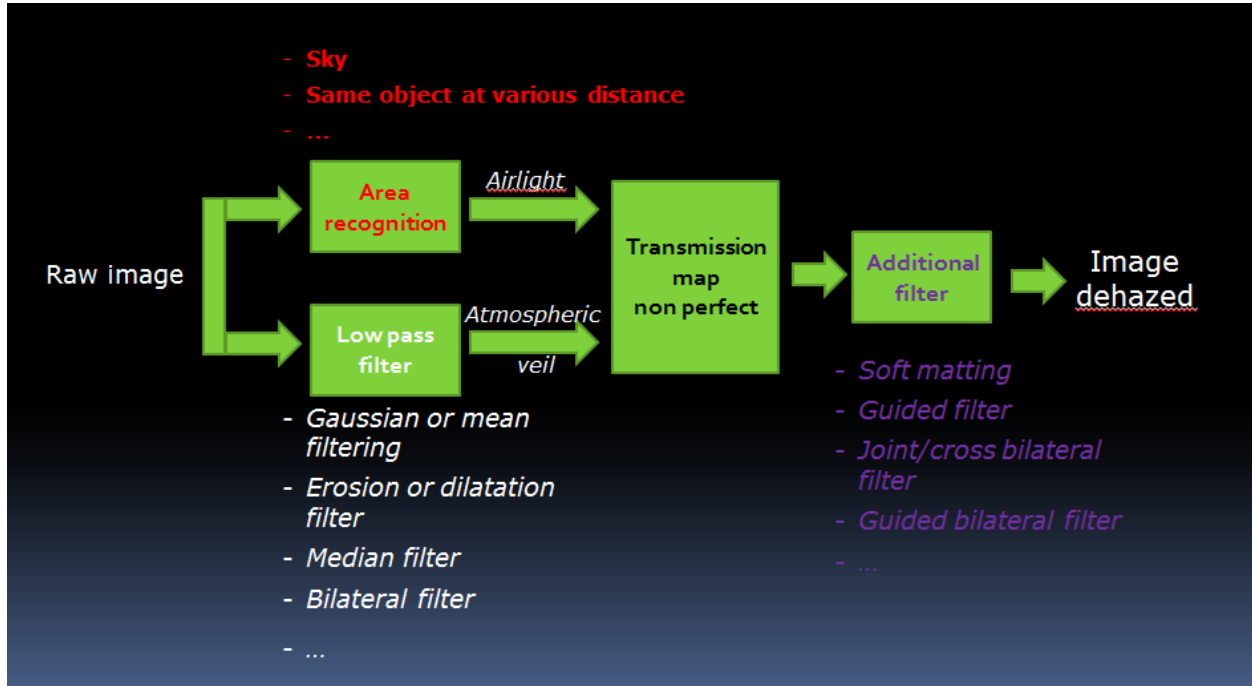 - Sky
- Same object at various distance
- ...
Raw image
Area
recognition
Airlight
Low pass
filter
Atmospheric
veil
Transmission
map
non perfect
Additional
filter
Image
dehazed
- Gaussian or mean
filtering
- Erosion or dilatation
filter
- Median filter
- Bilateral filter
- ...
- Soft matting
- Guided filter
- Joint/cross bilateral
filter
- Guided bilateral filter
- ...